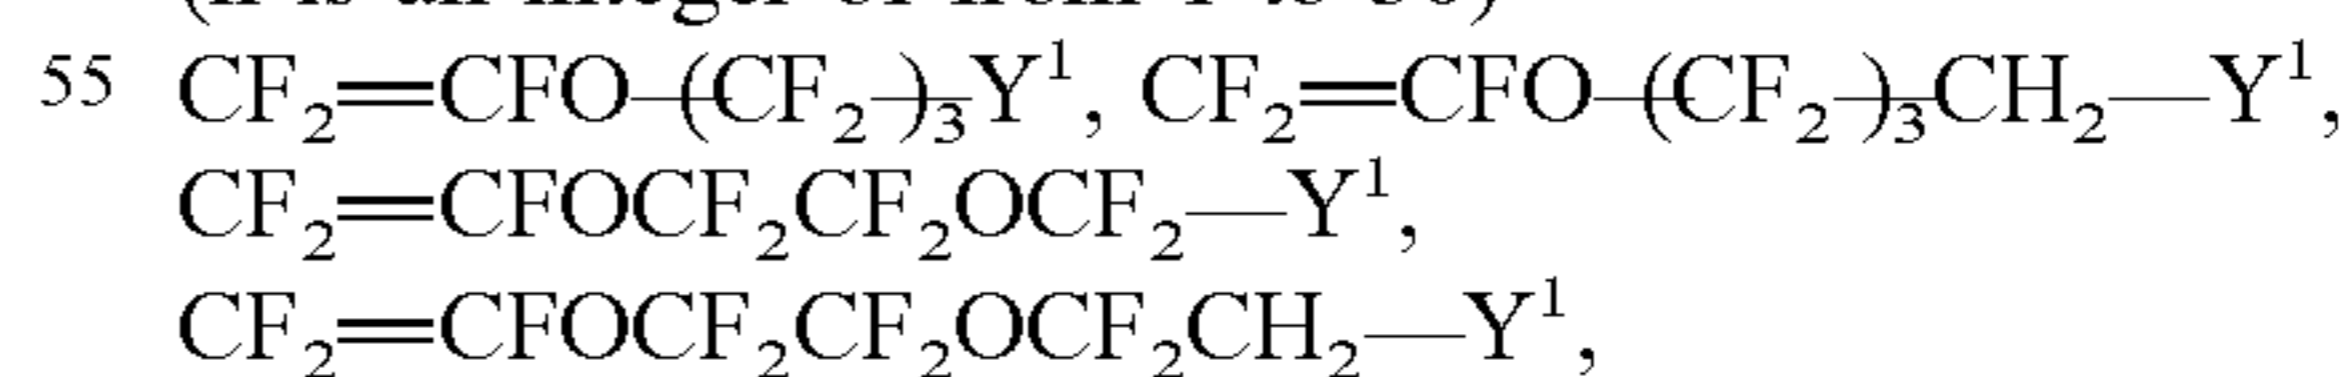 55 CF₂=CFO—(CF₂—)₃Y¹, CF₂=CFO—(CF₂—)₃CH₂—Y¹,
CF₂=CFOCF₂CF₂OCF₂—Y¹,
CF₂=CFOCF₂CF₂OCF₂CH₂—Y¹,